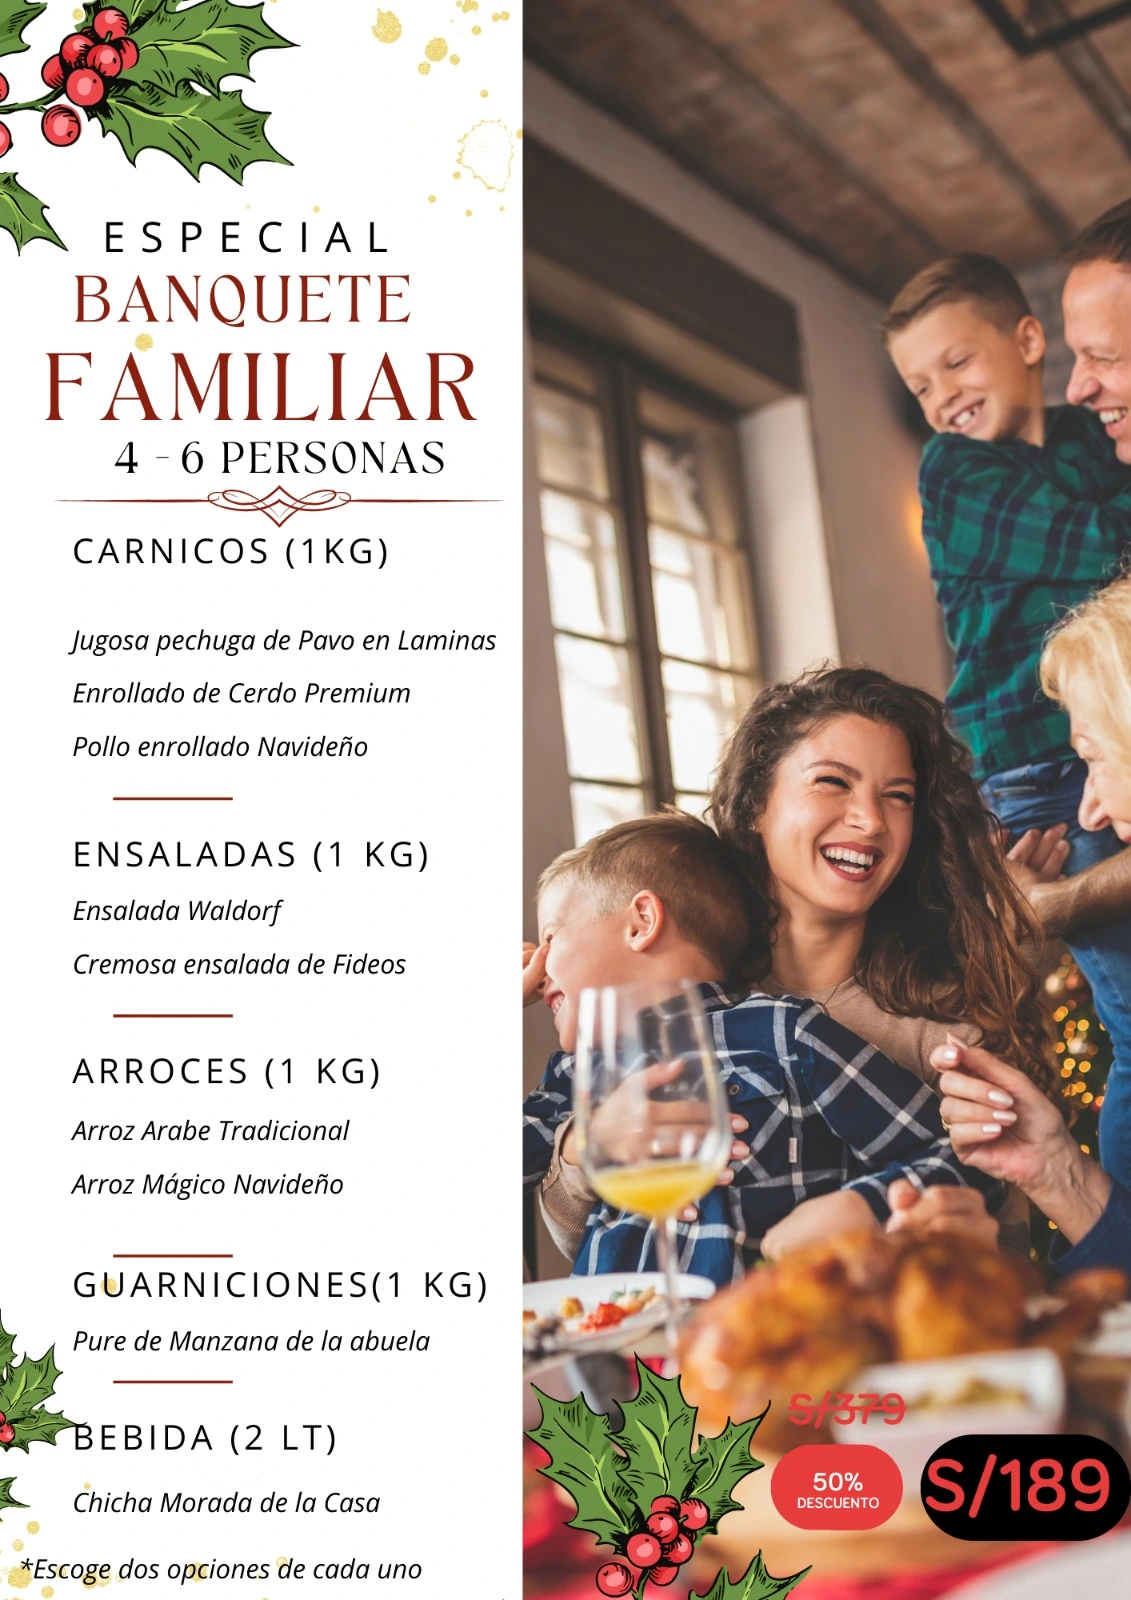 ESPECIAL
BANQUETE
FAMILIAR
4 - 6 PERSONAS
CARNICOS (1KG)
Jugosa pechuga de Pavo en Laminas
Enrollado de Cerdo Premium
Pollo enrollado Navideño
ENSALADAS (1 KG)
Ensalada Waldorf
Cremosa ensalada de Fideos
ARROCES (1 KG)
Arroz Arabe Tradicional
Arroz Mágico Navideño
GUARNICIONES(1 KG)
Pure de Manzana de la abuela
BEBIDA (2 LT)
Chicha Morada de la Casa
*Escoge dos opciones de cada uno
S/379
50%
DESCUENTO
S/189